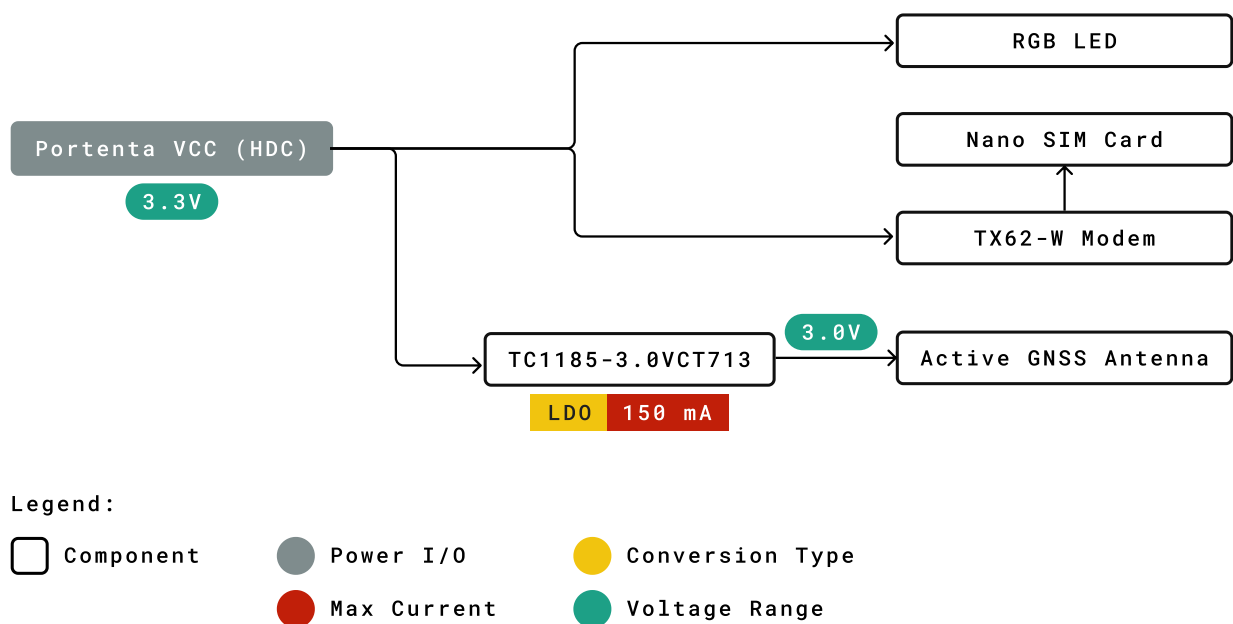 RGB LED
Portenta VCC (HDC)
3.3V
Nano SIM Card
TX62-W Modem
TC1185-3.0VCT713
LDO 150 mA
3.0V
Active GNSS Antenna
Legend:
Component
Power I/O
Conversion Type
Max Current
Voltage Range